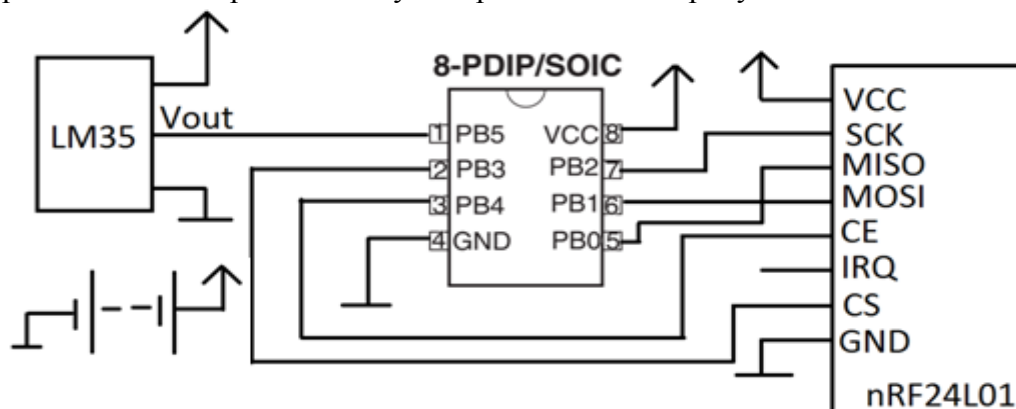 8-PDIP/SOIC
LM35
Vout
1 PB5 VCC 8
2 PB3 PB2 7
3 PB4 PB1 6
4 GND PB0 5
VCC
SCK
MISO
MOSI
CE
IRQ
CS
GND
nRF24L01